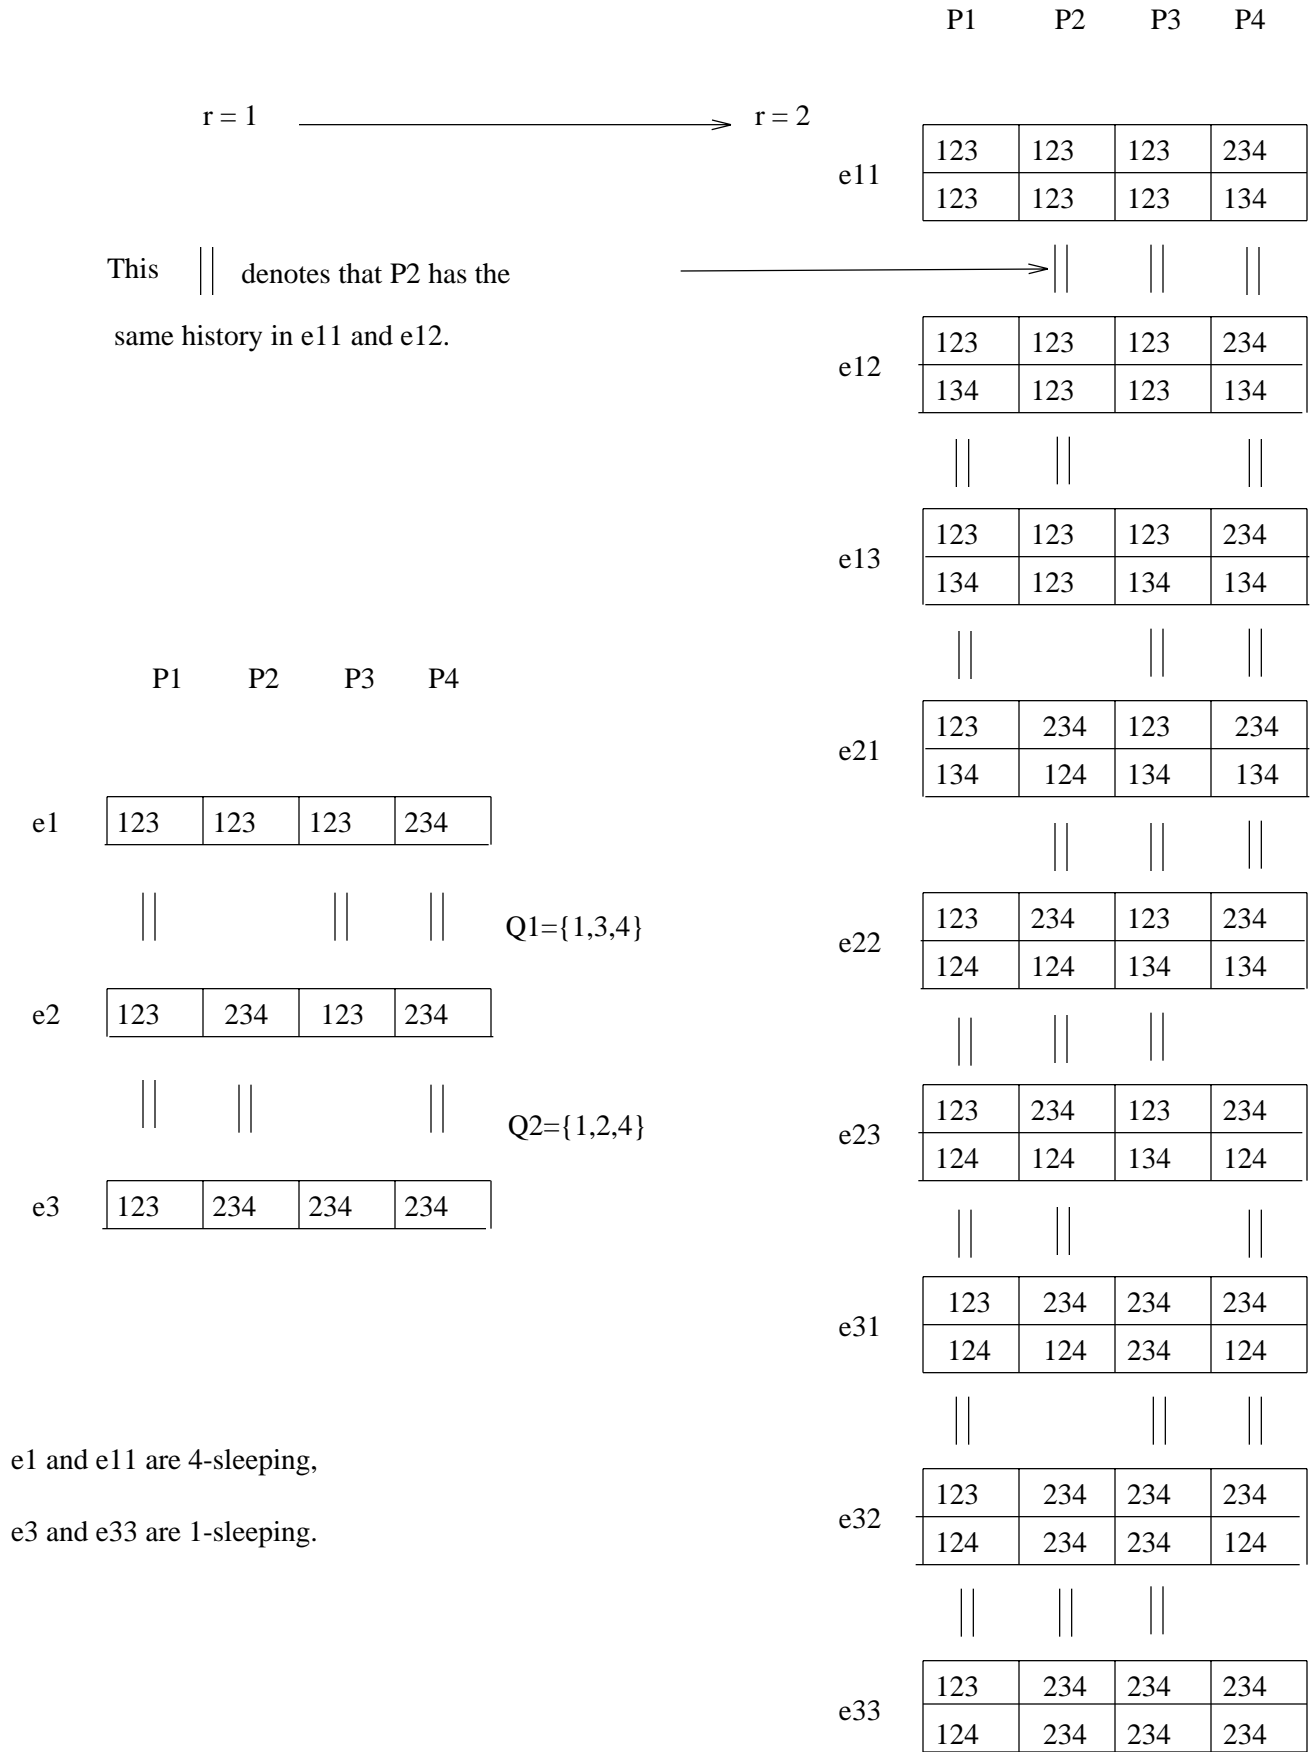 P1 P2 P3 P4
r = 1 r = 2
e11
123 123 123 234
123 123 123 134
This || denotes that P2 has the
same history in e11 and e12.
e12
123 123 123 234
134 123 123 134
e13
123 123 123 234
134 123 134 134
P1 P2 P3 P4
e21
123 234 123 234
134 124 134 134
e1 123 123 123 234
Q1={1,3,4}
e22
123 234 123 234
124 124 134 134
e2 123 234 123 234
Q2={1,2,4}
e23
123 234 123 234
124 124 134 124
e3 123 234 234 234
e31
123 234 234 234
124 124 234 124
e1 and e11 are 4-sleeping,
e3 and e33 are 1-sleeping.
e32
123 234 234 234
124 234 234 124
e33
123 234 234 234
124 234 234 234